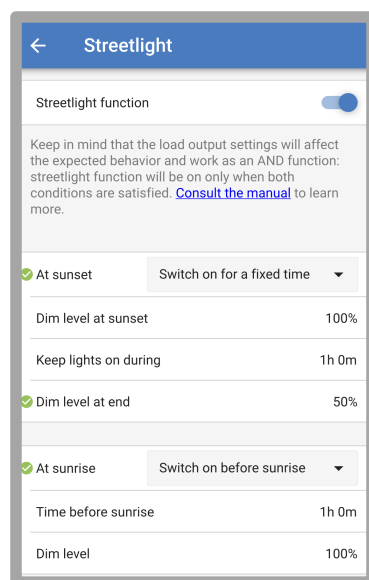 Streetlight
Streetlight function
Keep in mind that the load output settings will affect
the expected behavior and work as an AND function:
streetlight function will be on only when both
conditions are satisfied. Consult the manual to learn
more.
At sunset Switch on for a fixed time
Dim level at sunset 100%
Keep lights on during 1h 0m
Dim level at end 50%
At sunrise Switch on before sunrise
Time before sunrise 1h 0m
Dim level 100%